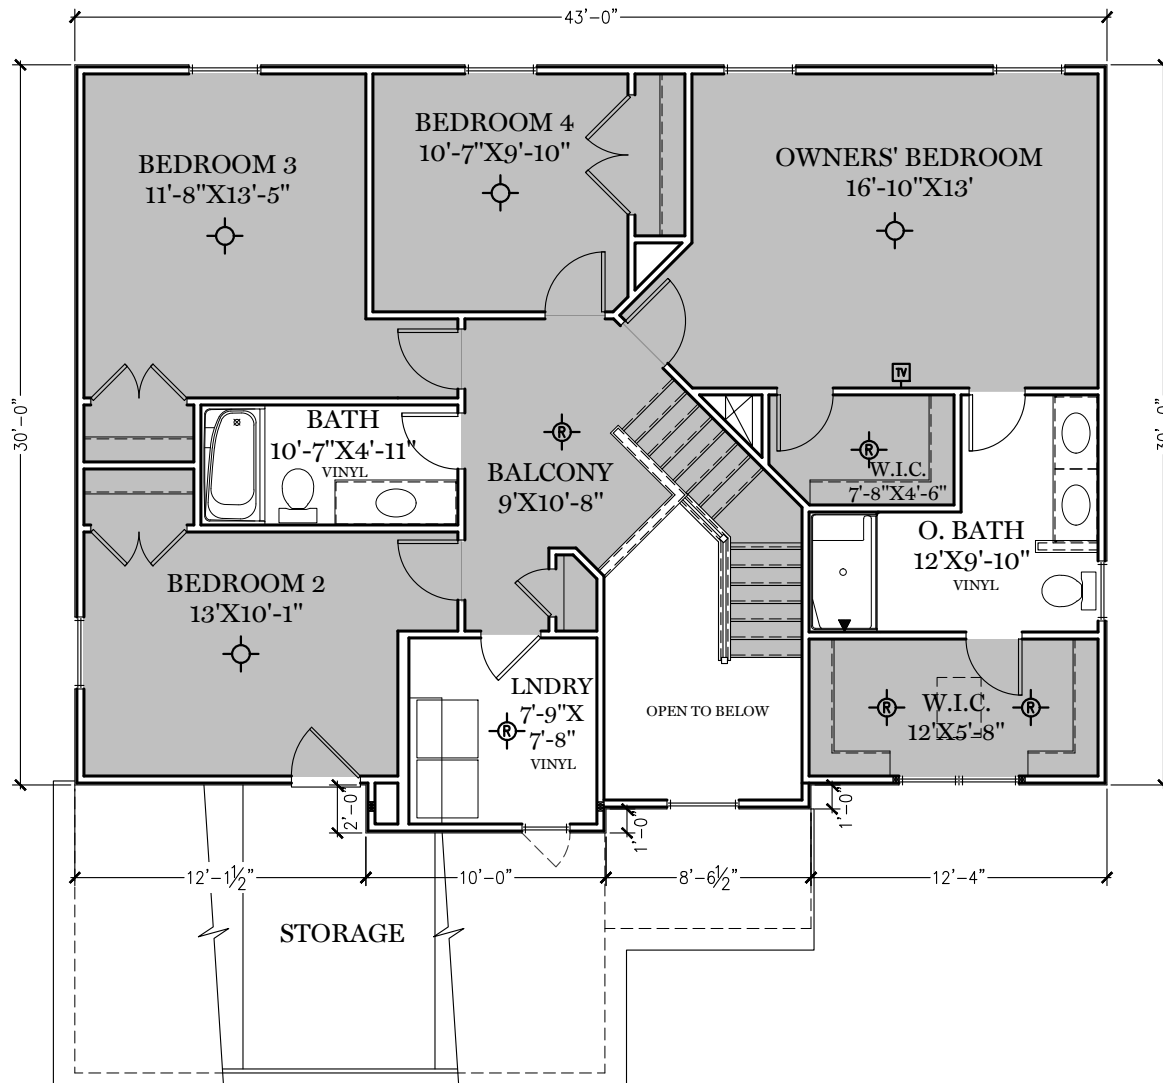 43'-0"
BEDROOM 3
11'-8"X13'-5"
BEDROOM 4
10'-7"X9'-10"
OWNERS' BEDROOM
16'-10"X13'
TV
30'-0"
30'-0"
BATH
10'-7"X4'-11"
VINYL
R
BALCONY
9'X10'-8"
R
W.I.C.
7'-8"X4'-6"
O. BATH
12'X9'-10"
VINYL
BEDROOM 2
13'X10'-1"
LNDRY
7'-9"X
7'-8"
VINYL
R
OPEN TO BELOW
R
W.I.C.
12'X5'-8"
R
2'-0"
1'-0"
1'-0"
12'-1½"
10'-0"
8'-6½"
12'-4"
STORAGE